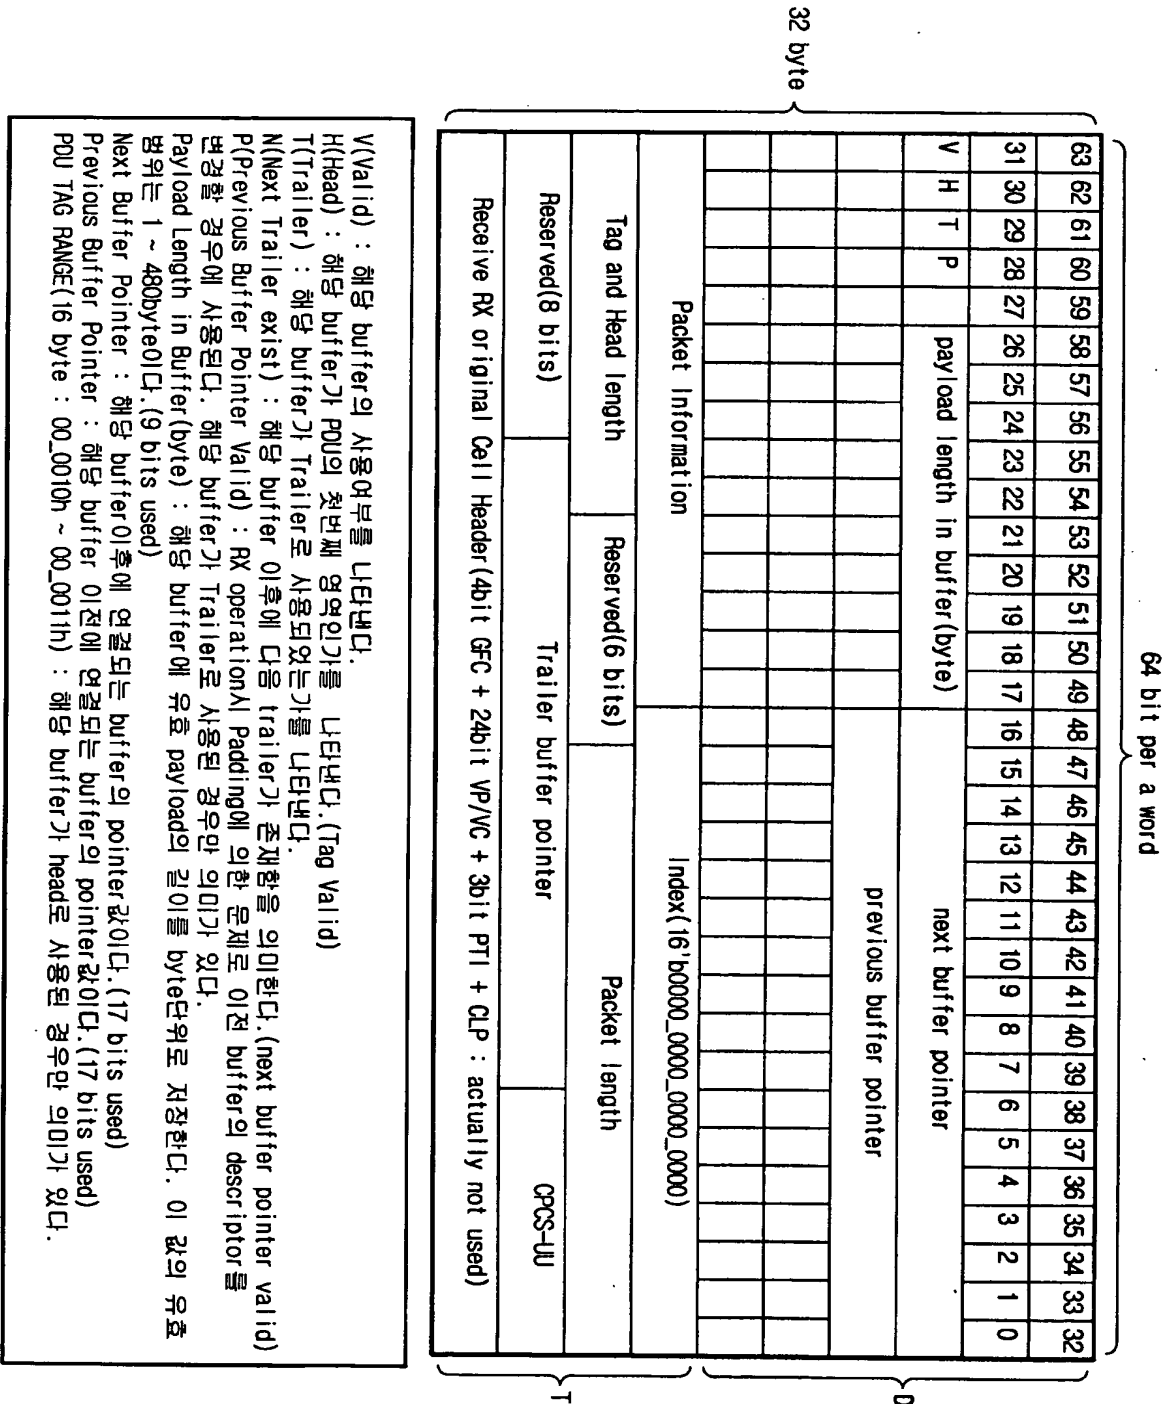 64 bit per a word
32 byte
63 62 61 60 59 58 57 56 55 54 53 52 51 50 49 48 47 46 45 44 43 42 41 40 39 38 37 36 35 34 33 32
31 30 29 28 27 26 25 24 23 22 21 20 19 18 17 16 15 14 13 12 11 10 9 8 7 6 5 4 3 2 1 0
V H T P payload length in buffer(byte) next buffer pointer
previous buffer pointer
D
Packet Information Index(16'b0000_0000_0000_0000)
Tag and Head length Reserved(6 bits) Packet length
Reserved(8 bits) Trailer buffer pointer CPCS-UU
Receive RX original Cell Header(4bit GFC + 24bit VP/VC + 3bit PTI + CLP : actually not used)
T
V(Valid) : 해당 buffer의 사용여부를 나타낸다.
H(Head) : 해당 buffer가 PDU의 첫번째 영역인가를 나타낸다.(Tag Valid)
T(Trailer) : 해당 buffer가 Trailer로 사용되었는가를 나타낸다.
N(Next Trailer exist) : 해당 buffer 이후에 다음 trailer가 존재함을 의미한다.(next buffer pointer valid)
P(Previous Buffer Pointer Valid) : RX operation시 Padding에 의한 문제로 이전 buffer의 descriptor를
변경할 경우에 사용된다. 해당 buffer가 Trailer로 사용된 경우만 의미가 있다.
Payload Length in Buffer(byte) : 해당 buffer에 유효 payload의 길이를 byte단위로 저장한다. 이 값의 유효
범위는 1 ~ 480byte이다.(9 bits used)
Next Buffer Pointer : 해당 buffer이후에 연결되는 buffer의 pointer값이다.(17 bits used)
Previous Buffer Pointer : 해당 buffer 이전에 연결되는 buffer의 pointer값이다.(17 bits used)
PDU TAG RANGE(16 byte : 00_0010h ~ 00_0011h) : 해당 buffer가 head로 사용된 경우만 의미가 있다.